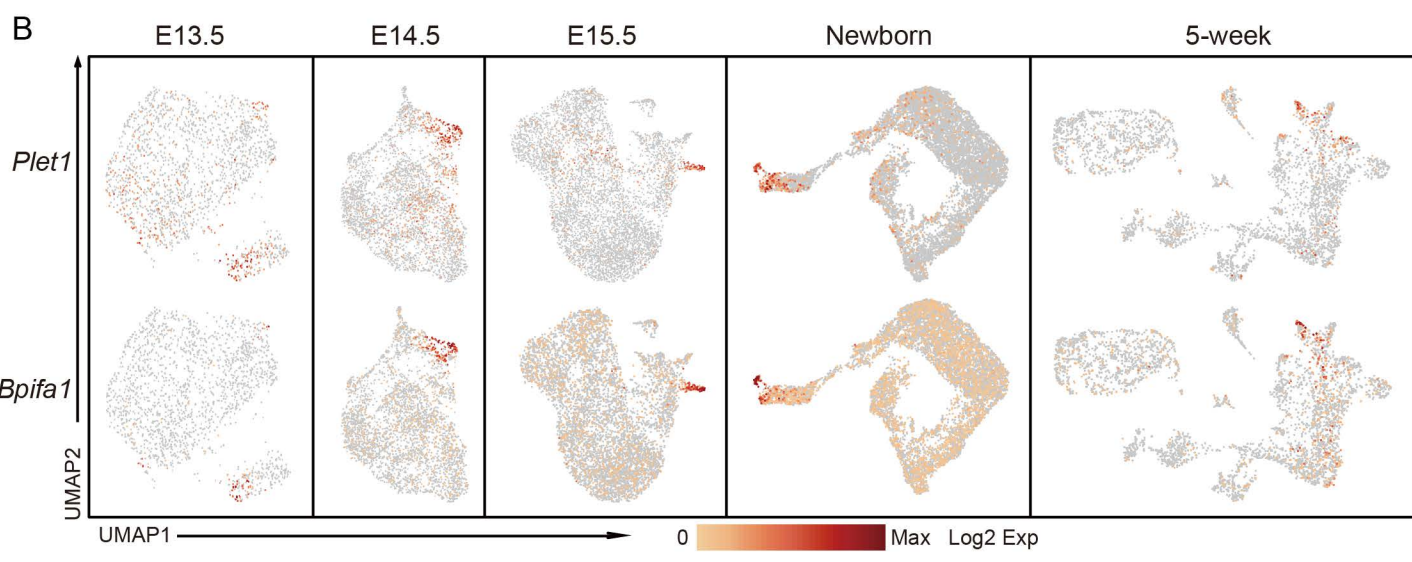 B
E13.5 E14.5 E15.5 Newborn 5-week
Plet1
Bpifa1
UMAP2
UMAP1
0 Max Log2 Exp